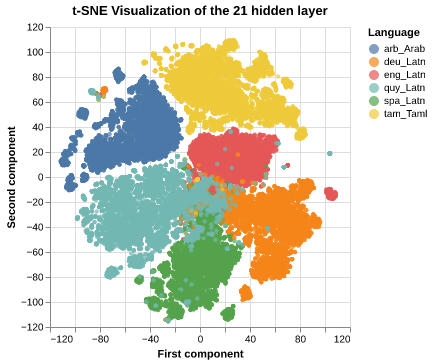 t-SNE Visualization of the 21 hidden layer
Language
arb_Arab
deu_Latn
eng_Latn
quy_Latn
spa_Latn
tam_Taml
Second component
120
100
80
60
40
20
0
−20
−40
−60
−80
−100
−120
−120 −80 −40 0 40 80 120
First component